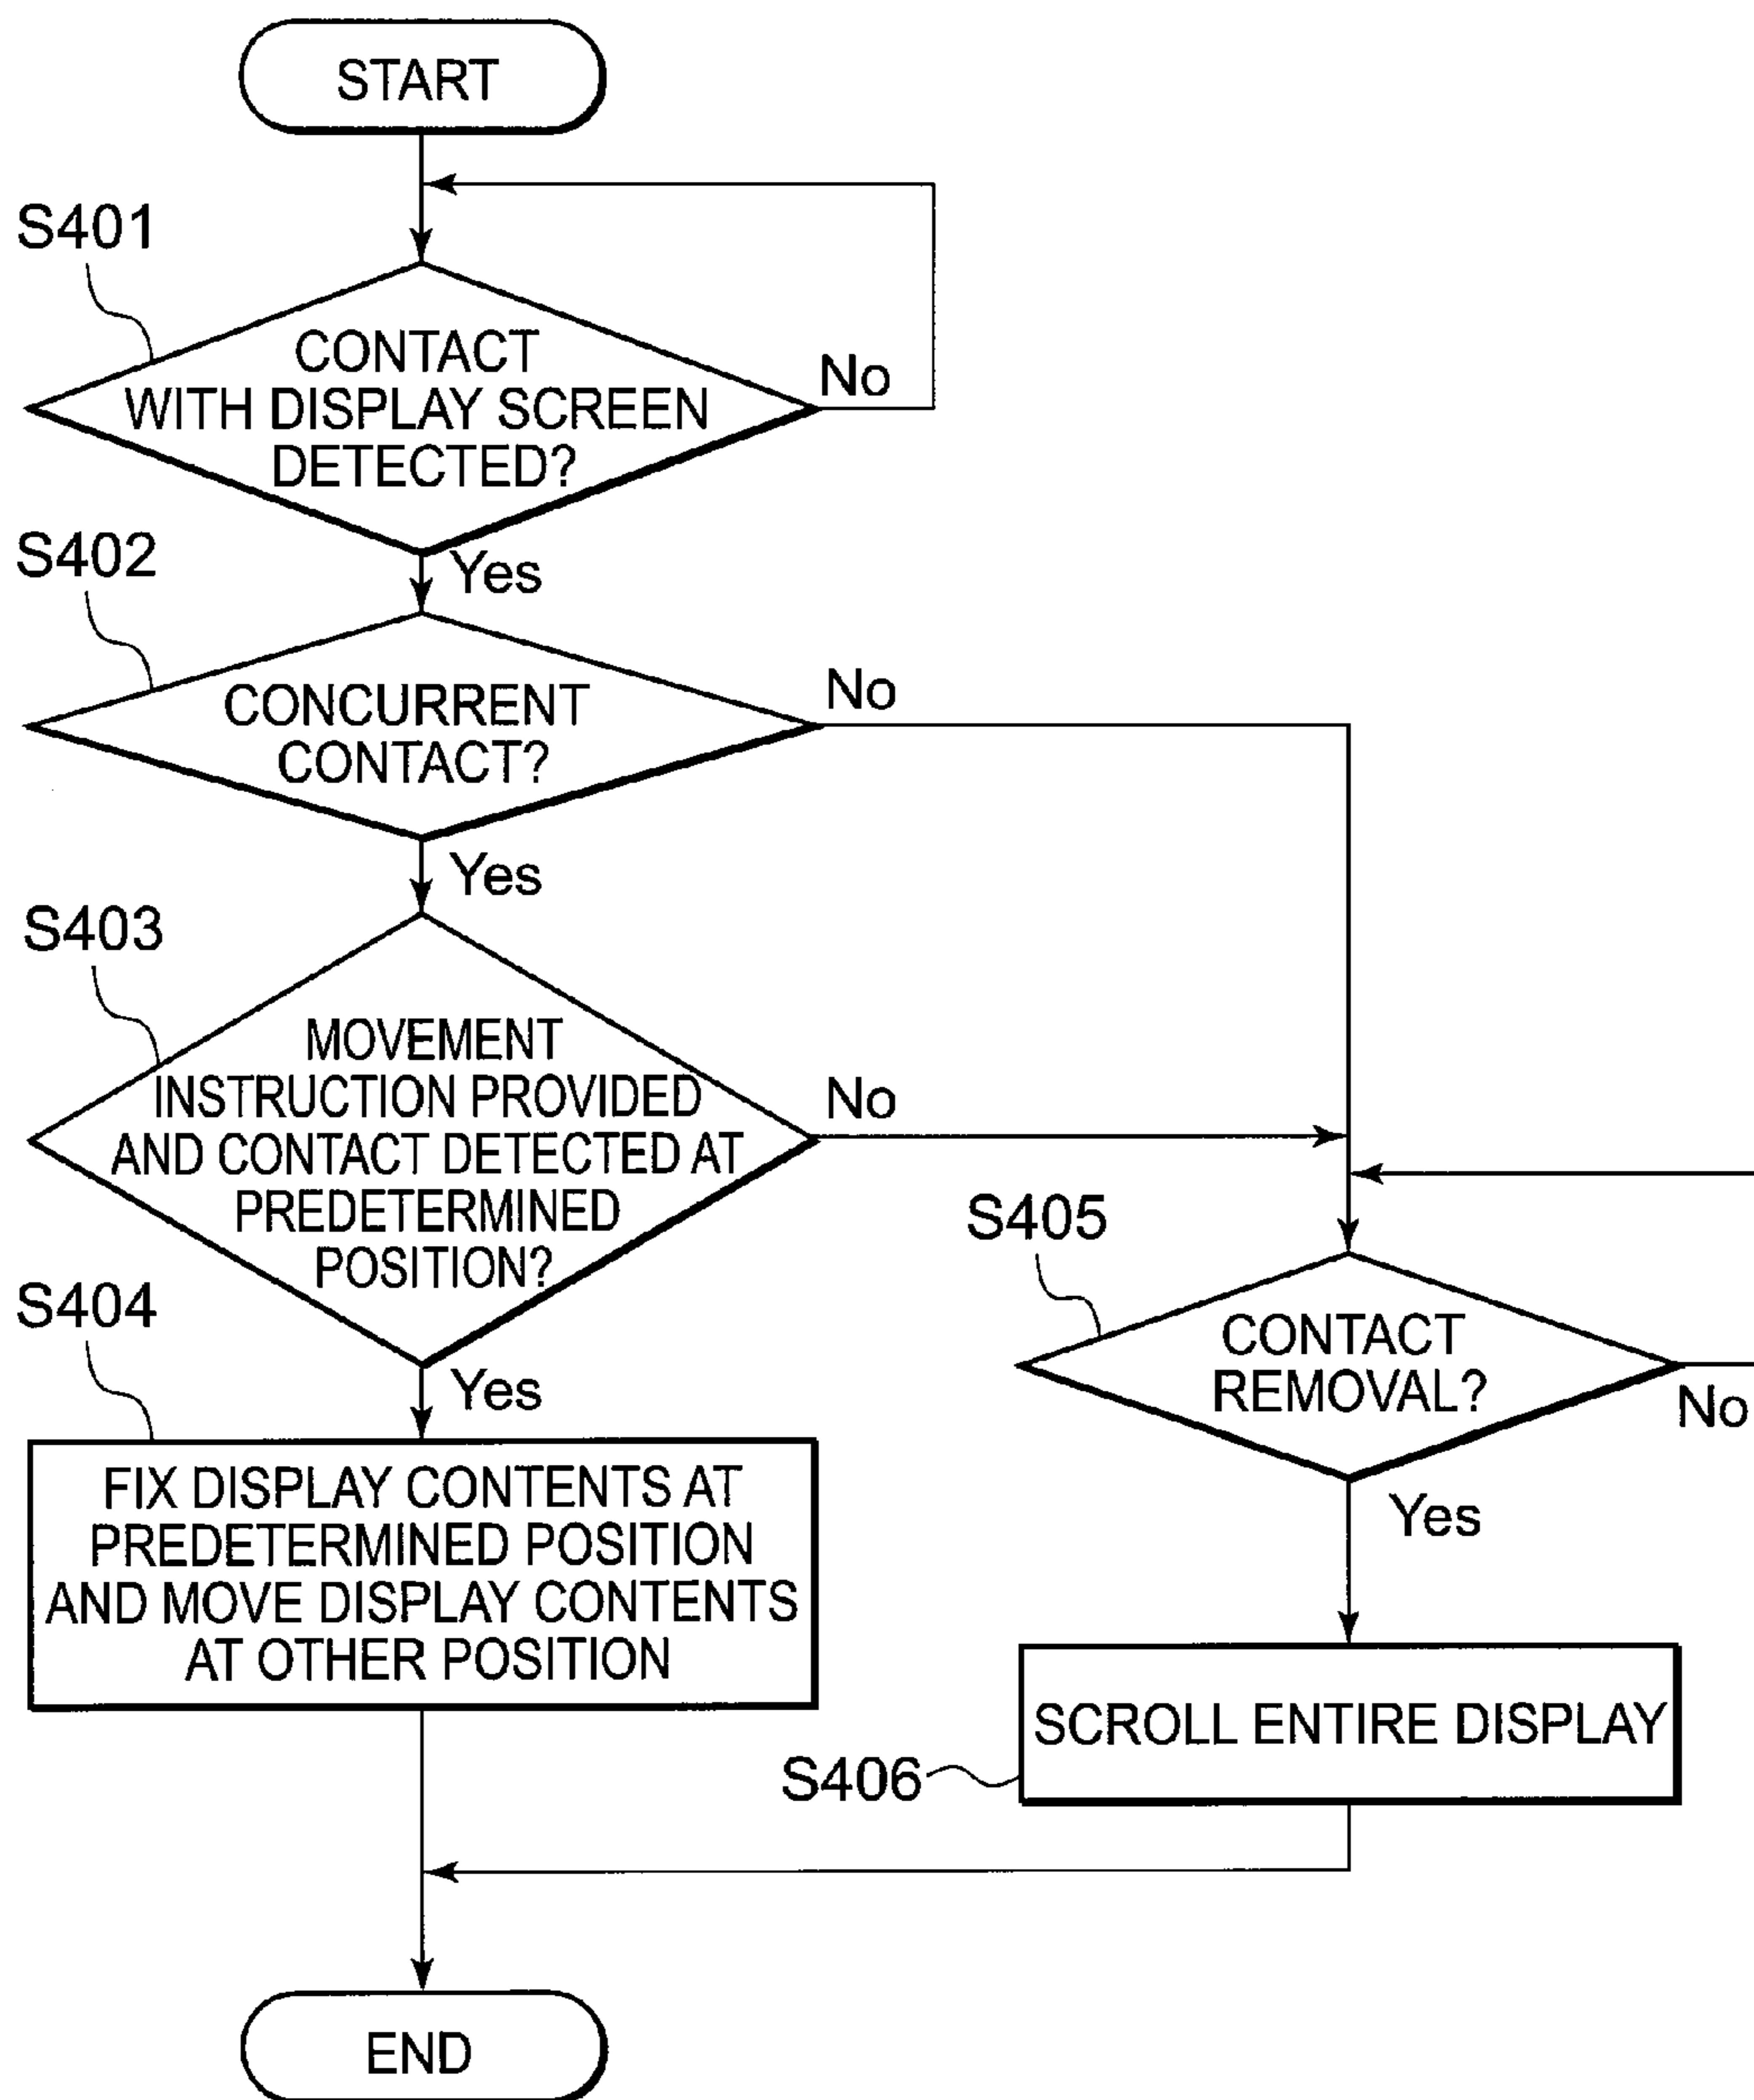 START
S401
CONTACT
WITH DISPLAY SCREEN
DETECTED?
No
S402
Yes
CONCURRENT
CONTACT?
No
Yes
S403
MOVEMENT
INSTRUCTION PROVIDED
AND CONTACT DETECTED AT
PREDETERMINED
POSITION?
No
S404
Yes
FIX DISPLAY CONTENTS AT
PREDETERMINED POSITION
AND MOVE DISPLAY CONTENTS
AT OTHER POSITION
S405
CONTACT
REMOVAL?
No
Yes
SCROLL ENTIRE DISPLAY
S406
END